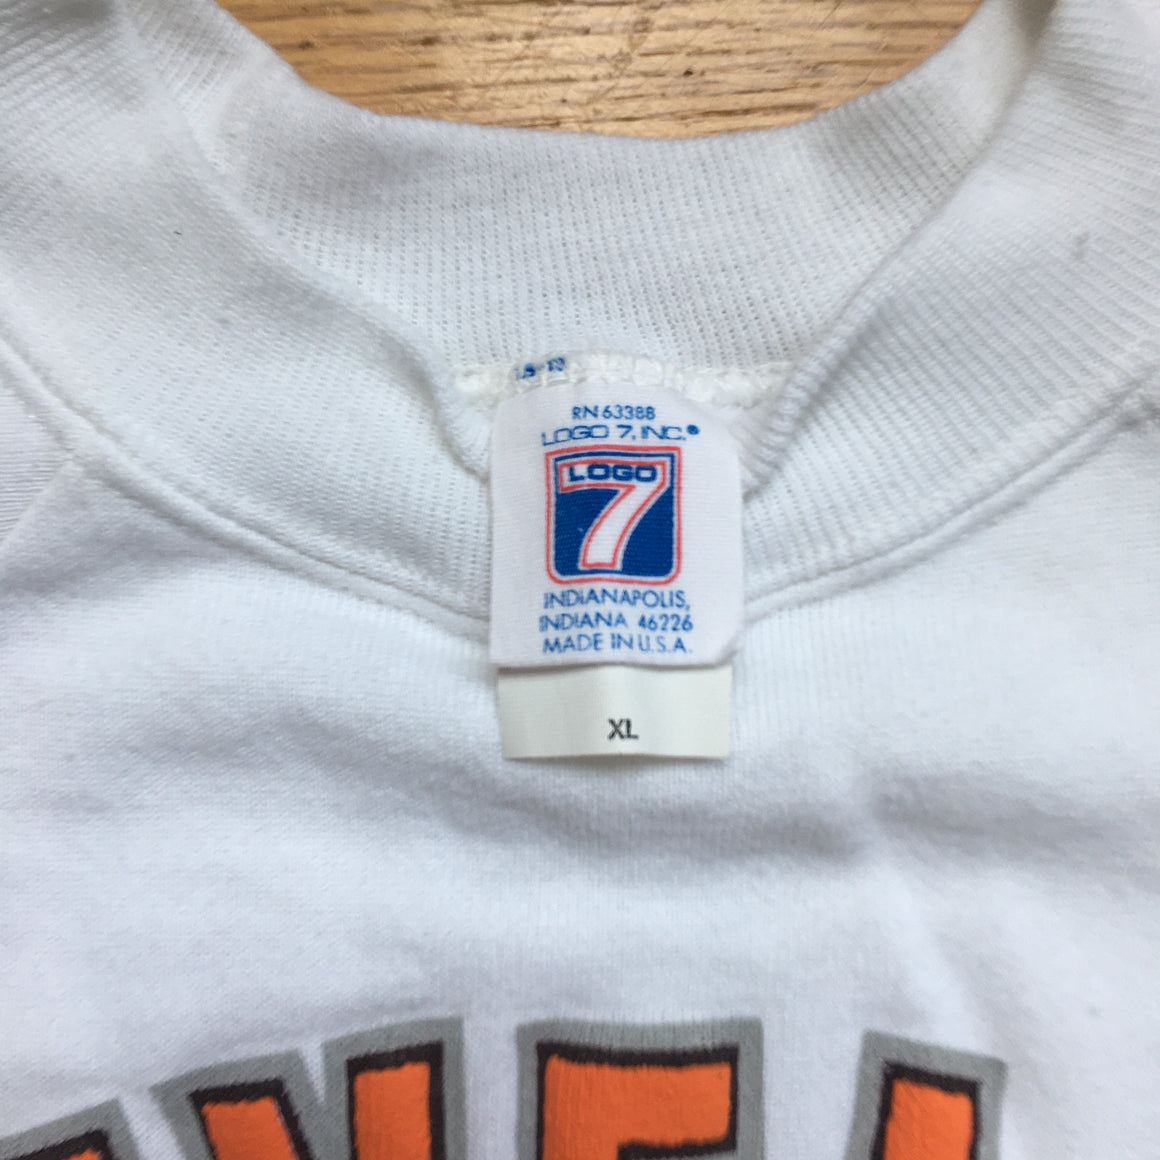 RN 63388
LOGO 7, INC.®
LOGO
7
INDIANAPOLIS,
INDIANA 46226
MADE IN U.S.A.
XL